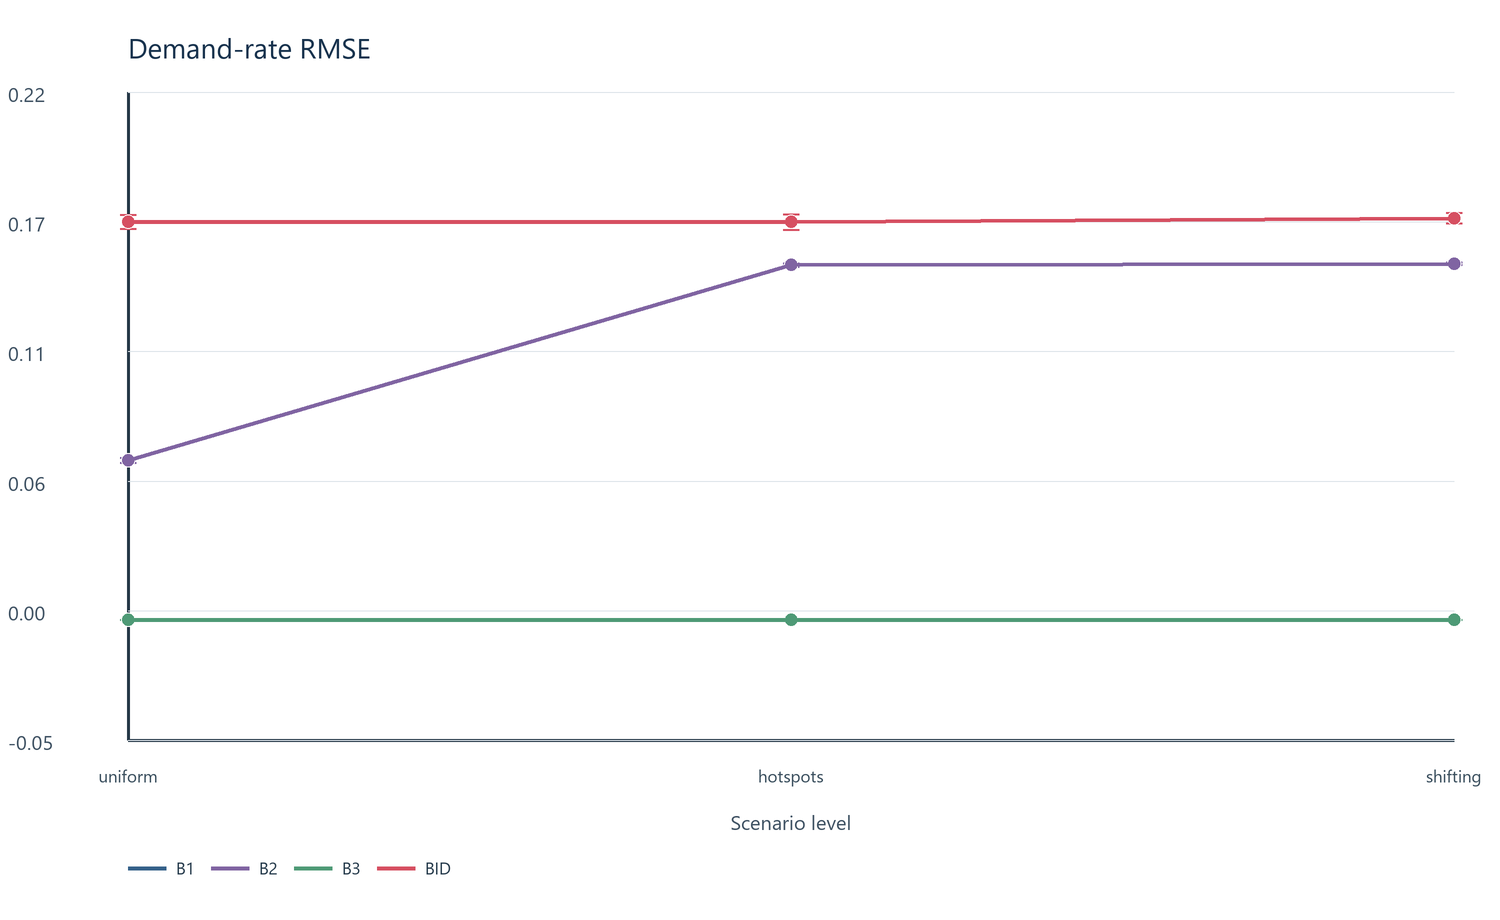 Demand-rate RMSE
0.22
0.17
0.11
0.06
0.00
-0.05
uniform hotspots shifting
Scenario level
B1 B2 B3 BID